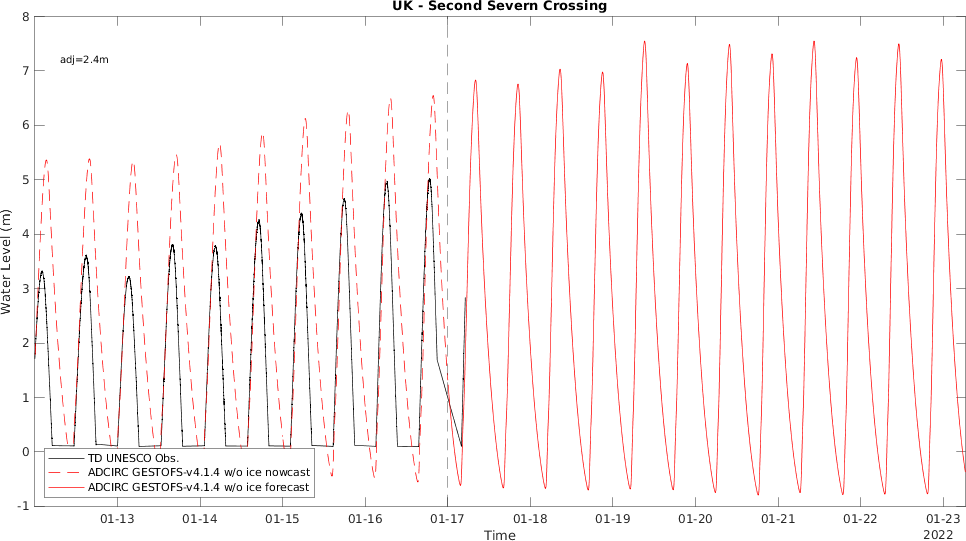 UK - Second Severn Crossing
8
7
6
5
4
3
2
1
0
-1
Water Level (m)
adj=2.4m
TD UNESCO Obs.
ADCIRC GESTOFS-v4.1.4 w/o ice nowcast
ADCIRC GESTOFS-v4.1.4 w/o ice forecast
01-13 01-14 01-15 01-16 01-17 01-18 01-19 01-20 01-21 01-22 01-23
Time
2022